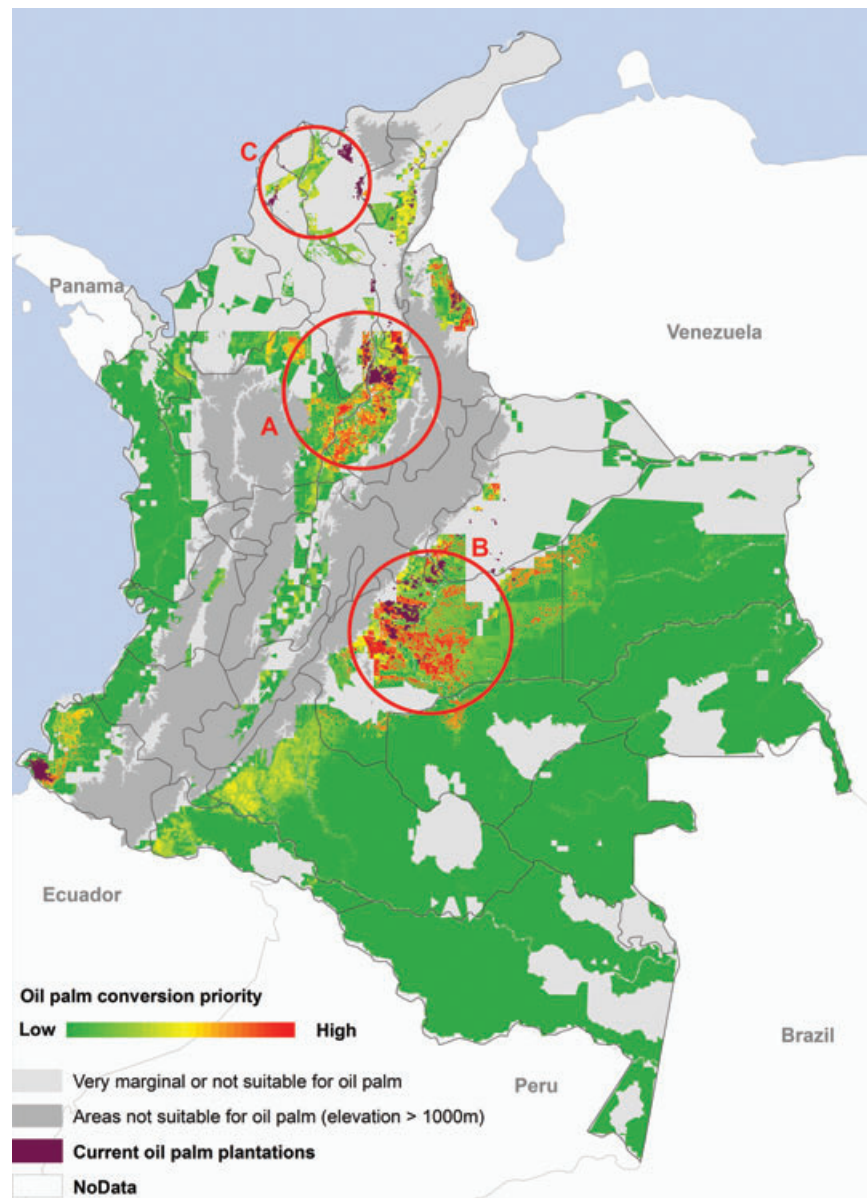 C
Panama
Venezuela
A
B
Ecuador
Oil palm conversion priority
Low High
Brazil
Very marginal or not suitable for oil palm
Peru
Areas not suitable for oil palm (elevation > 1000m)
Current oil palm plantations
NoData